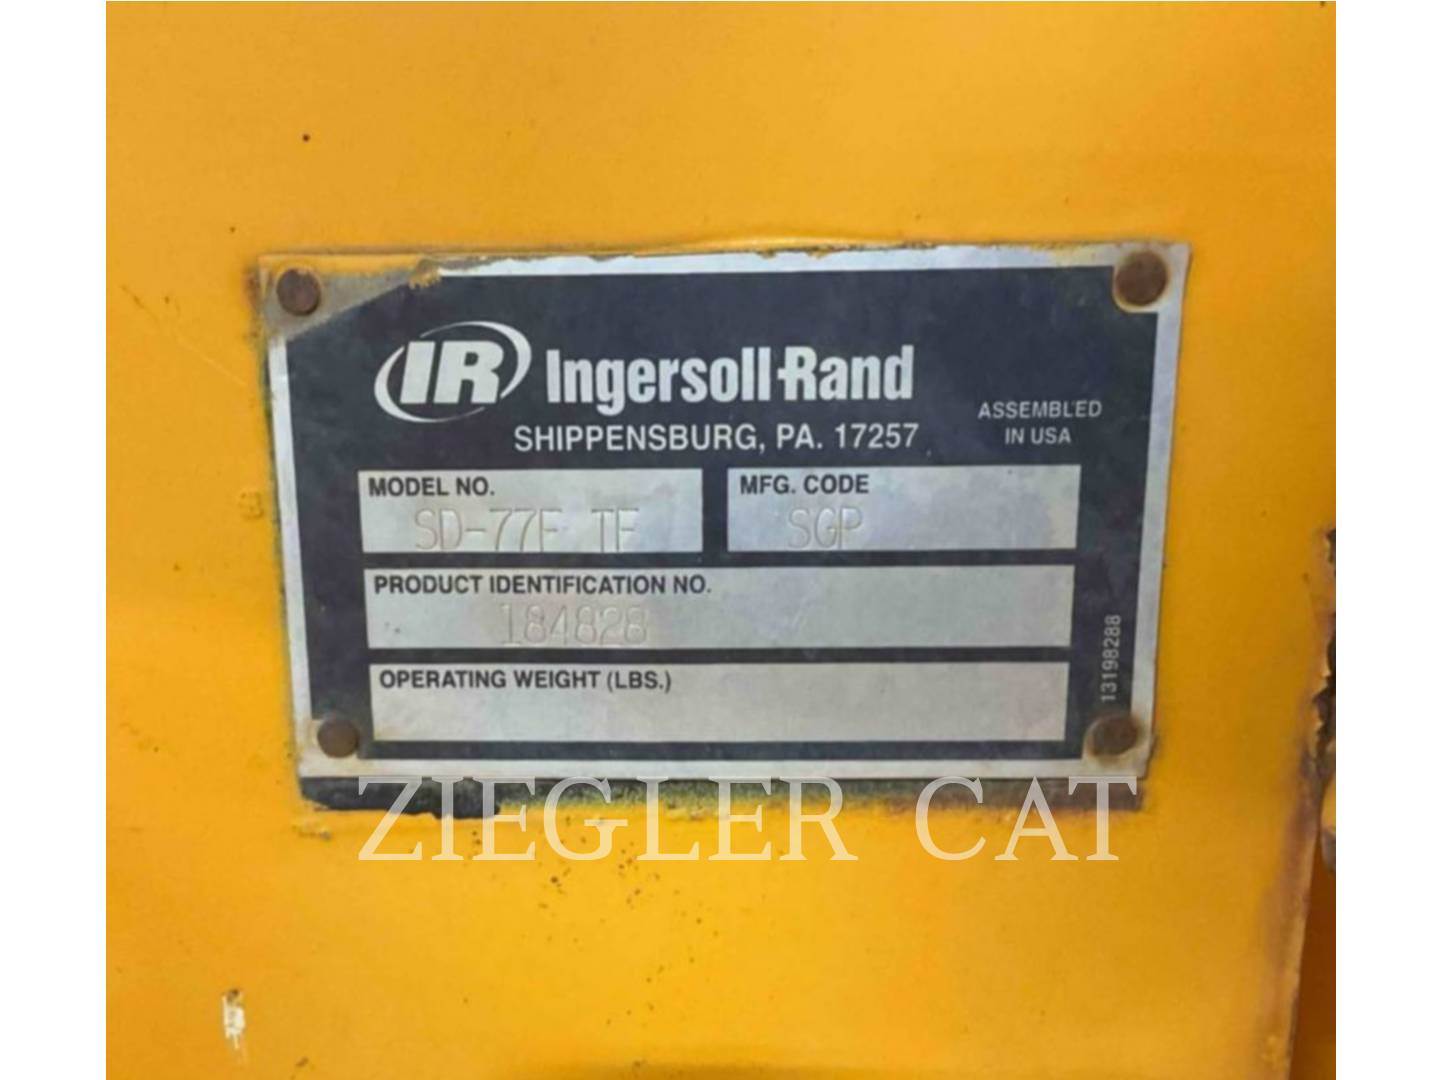 IR Ingersoll-Rand
SHIPPENSBURG, PA. 17257
ASSEMBLED
IN USA
MODEL NO.
SD-77F TF
MFG. CODE
SGP
PRODUCT IDENTIFICATION NO.
184828
OPERATING WEIGHT (LBS.)
13198288
ZIEGLER CAT